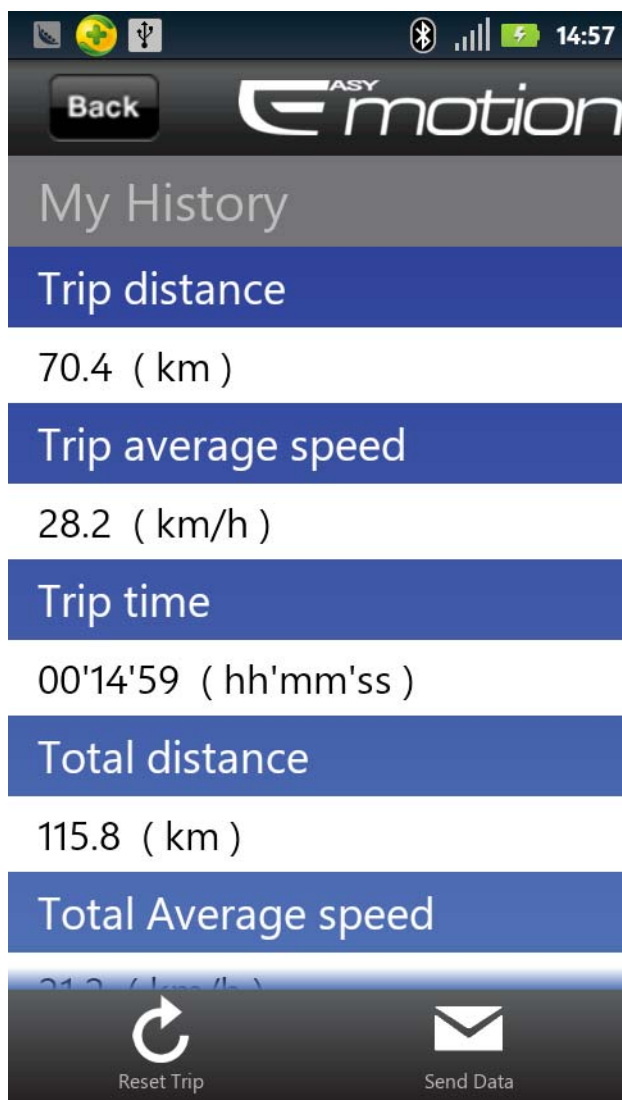 14:57
Back
EASY motion
My History
Trip distance
70.4 ( km )
Trip average speed
28.2 ( km/h )
Trip time
00'14'59 ( hh'mm'ss )
Total distance
115.8 ( km )
Total Average speed
Reset Trip
Send Data